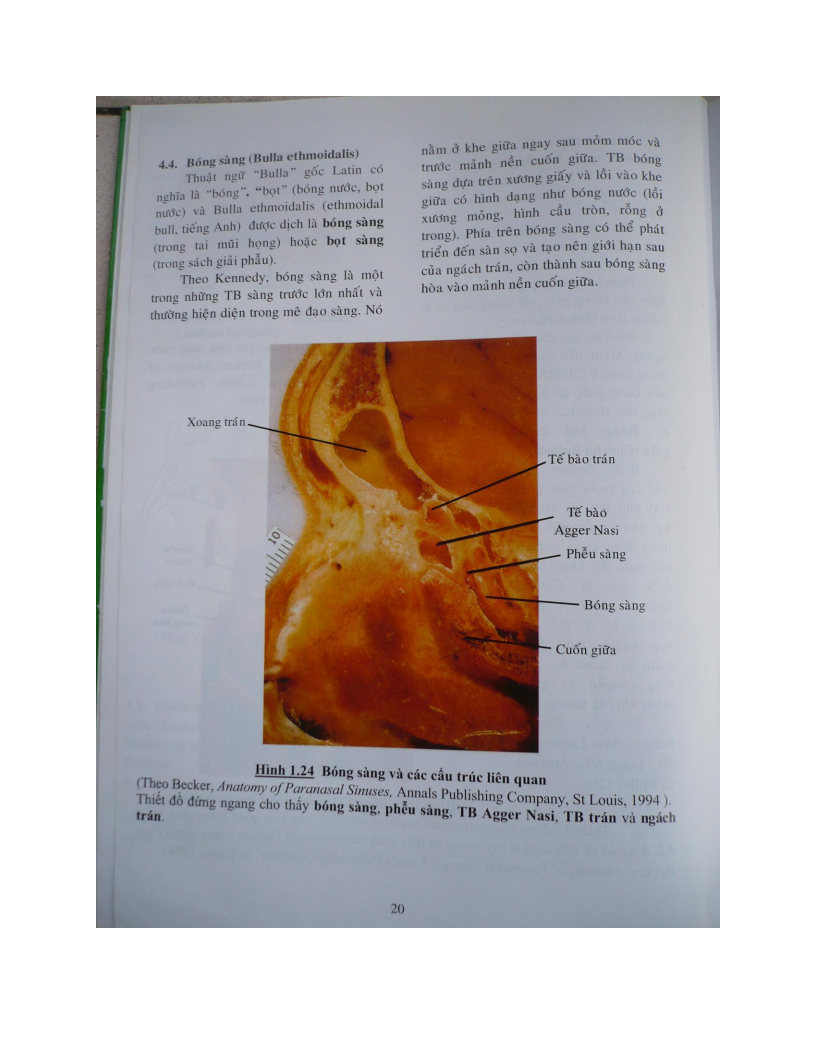 4.4. Bóng sàng (Bulla ethmoidalis)
Thuật ngữ “Bulla” gốc Latin có
nghĩa là “bóng”, “bọt” (bóng nước, bọt
nước) và Bulla ethmoidalis (ethmoidal
bull, tiếng Anh) được dịch là bóng sàng
(trong tai mũi họng) hoặc bọt sàng
(trong sách giải phẫu).
Theo Kennedy, bóng sàng là một
trong những TB sàng trước lớn nhất và
thường hiện diện trong mê đạo sàng. Nó
nằm ở khe giữa ngay sau mỏm móc và
trước mảnh nền cuốn giữa. TB bóng
sàng dựa trên xương giấy và lồi vào khe
giữa có hình dạng như bóng nước (lồi
xương mỏng, hình cầu tròn, rỗng ở
trong). Phía trên bóng sàng có thể phát
triển đến sàn sọ và tạo nên giới hạn sau
của ngách trán, còn thành sau bóng sàng
hòa vào mảnh nền cuốn giữa.
Xoang trán
Tế bào trán
Tế bào
Agger Nasi
Phễu sàng
10
Bóng sàng
Cuốn giữa
Hình 1.24 Bóng sàng và các cấu trúc liên quan
(Theo Becker, Anatomy of Paranasal Sinuses, Annals Publishing Company, St Louis, 1994 ).
Thiết đồ đứng ngang cho thấy bóng sàng, phễu sàng, TB Agger Nasi, TB trán và ngách
trán.
20